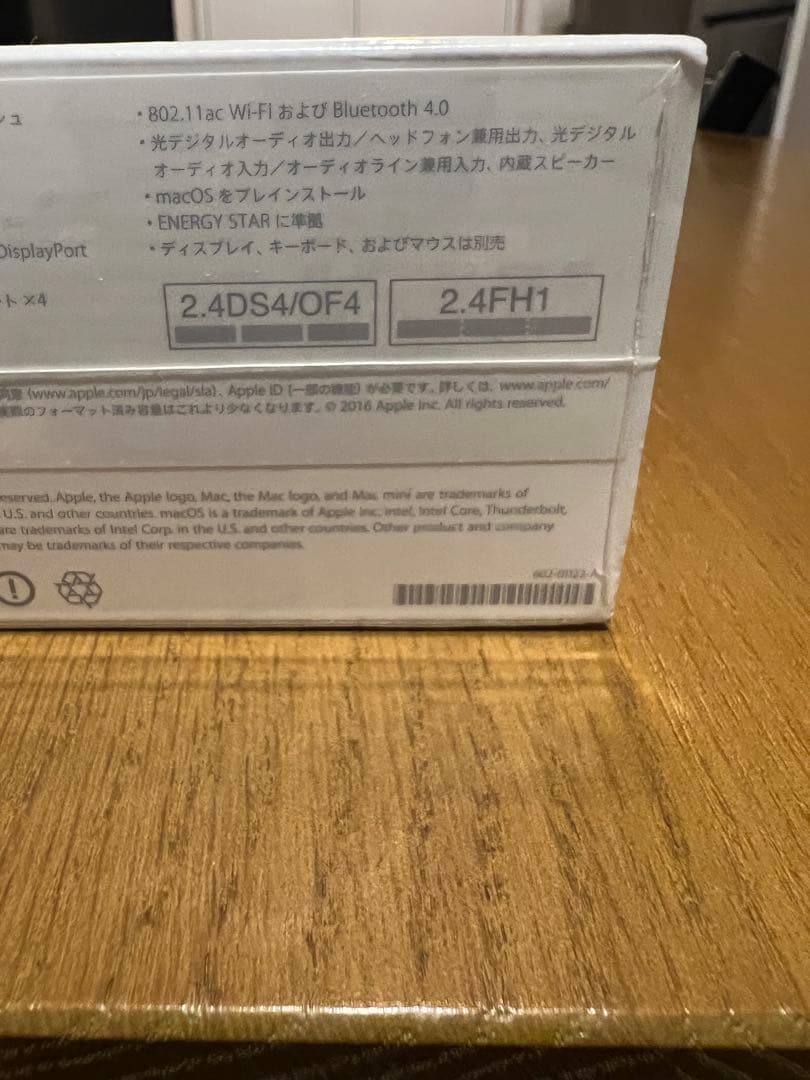 シュ
・802.11ac Wi-Fi および Bluetooth 4.0
・光デジタルオーディオ出力／ヘッドフォン兼用出力、光デジタル
オーディオ入力／オーディオライン兼用入力、内蔵スピーカー
・macOS をプレインストール
・ENERGY STAR に準拠
DisplayPort
・ディスプレイ、キーボード、およびマウスは別売
ト ×4
2.4DS4/OF4
2.4FH1
(www.apple.com/jp/legal/sla)、Apple ID (一部の機能) が必要です。詳しくは、www.apple.com/
実際のフォーマット済み容量はこれより少なくなります。© 2016 Apple Inc. All rights reserved.
eserved. Apple, the Apple logo, Mac, the Mac logo, and Mac mini are trademarks of
U.S. and other countries. macOS is a trademark of Apple Inc. Intel, Intel Core, Thunderbolt,
are trademarks of Intel Corp. in the U.S. and other countries. Other product and company
may be trademarks of their respective companies.